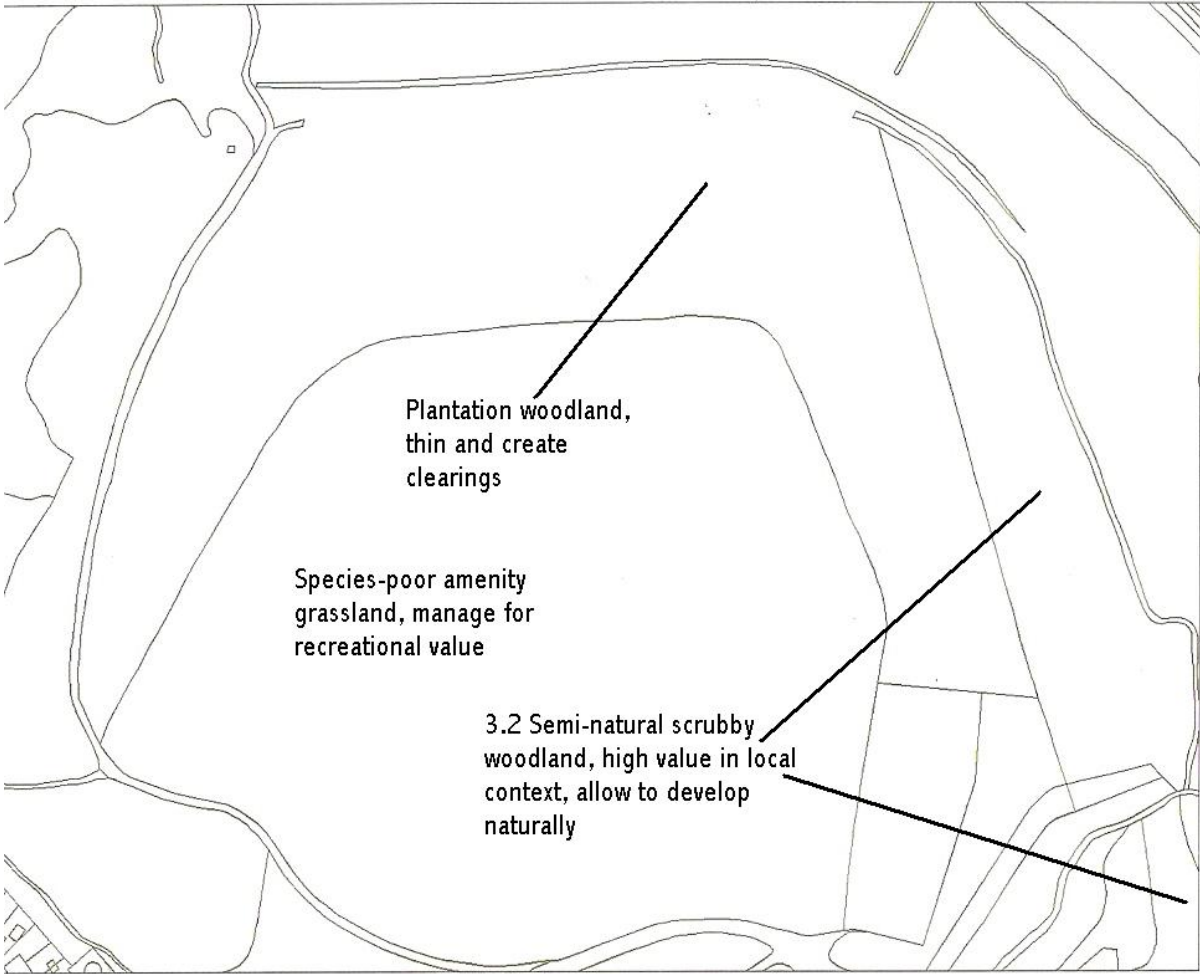 Plantation woodland,
thin and create
clearings
Species-poor amenity
grassland, manage for
recreational value
3.2 Semi-natural scrubby
woodland, high value in local
context, allow to develop
naturally